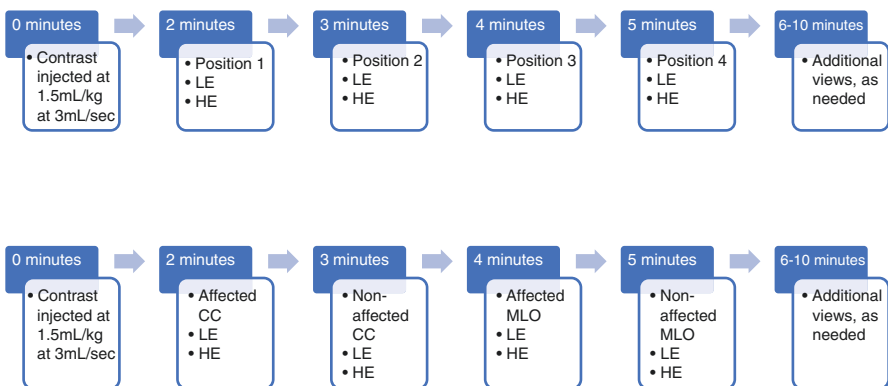 0 minutes
• Contrast
injected at
1.5mL/kg
at 3mL/sec
2 minutes
• Position 1
• LE
• HE
3 minutes
• Position 2
• LE
• HE
4 minutes
• Position 3
• LE
• HE
5 minutes
• Position 4
• LE
• HE
6-10 minutes
• Additional
views, as
needed
0 minutes
• Contrast
injected at
1.5mL/kg
at 3mL/sec
2 minutes
• Affected
CC
• LE
• HE
3 minutes
• Non-
affected
CC
• LE
• HE
4 minutes
• Affected
MLO
• LE
• HE
5 minutes
• Non-
affected
MLO
• LE
• HE
6-10 minutes
• Additional
views, as
needed